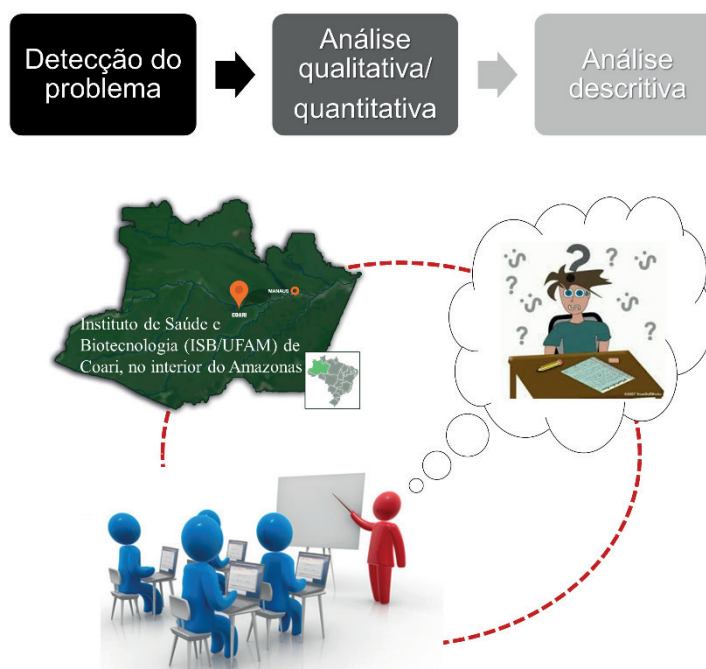 Detecção do
problema
Análise
qualitativa/
quantitativa
Análise
descritiva
MANAUS
COARI
Instituto de Saúde e
Biotecnologia (ISB/UFAM) de
Coari, no interior do Amazonas
?
? ? ?
? ?
? ?